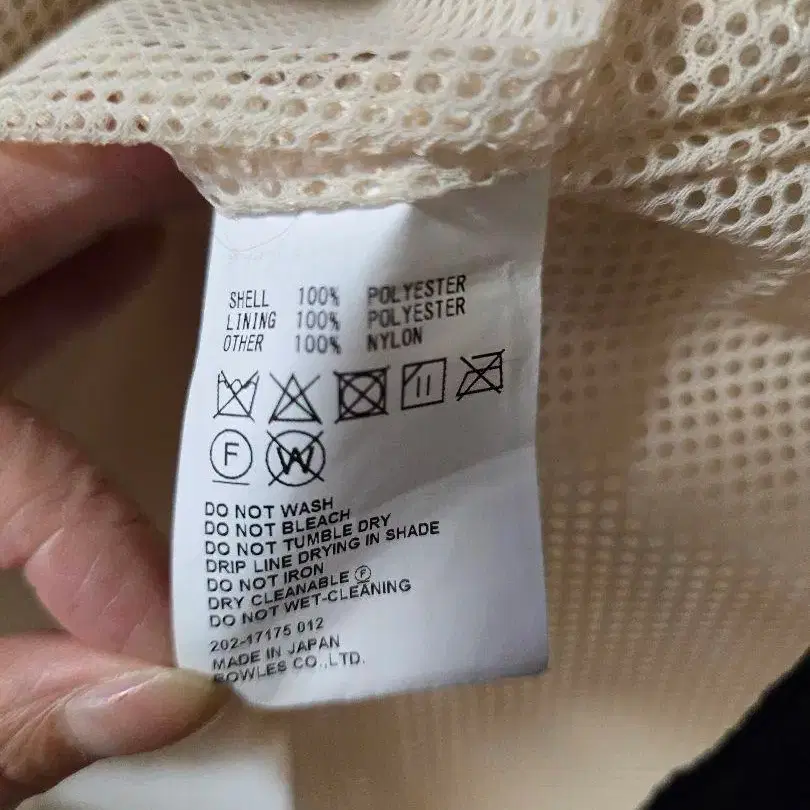 SHELL 100% POLYESTER
LINING 100% POLYESTER
OTHER 100% NYLON
F W
DO NOT WASH
DO NOT BLEACH
DO NOT TUMBLE DRY
DRIP LINE DRYING IN SHADE
DO NOT IRON
DRY CLEANABLE Ⓕ
DO NOT WET-CLEANING
202-17175 012
MADE IN JAPAN
BOWLES CO.,LTD.